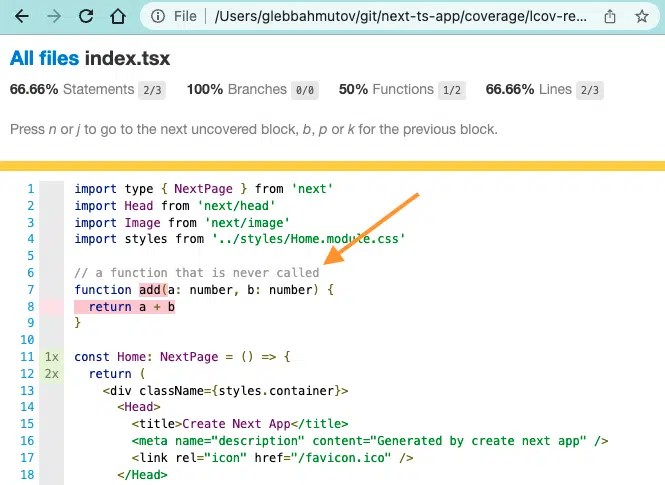 File | /Users/glebbahmutov/git/next-ts-app/coverage/lcov-re...
All files index.tsx
66.66% Statements 2/3 100% Branches 0/0 50% Functions 1/2 66.66% Lines 2/3
Press n or j to go to the next uncovered block, b, p or k for the previous block.
1 import type { NextPage } from 'next'
2 import Head from 'next/head'
3 import Image from 'next/image'
4 import styles from '../styles/Home.module.css'
5
6 // a function that is never called
7 function add(a: number, b: number) {
8 return a + b
9 }
10
11 1x const Home: NextPage = () => {
12 2x return (
13 <div className={styles.container}>
14 <Head>
15 <title>Create Next App</title>
16 <meta name="description" content="Generated by create next app" />
17 <link rel="icon" href="/favicon.ico" />
18 </Head>